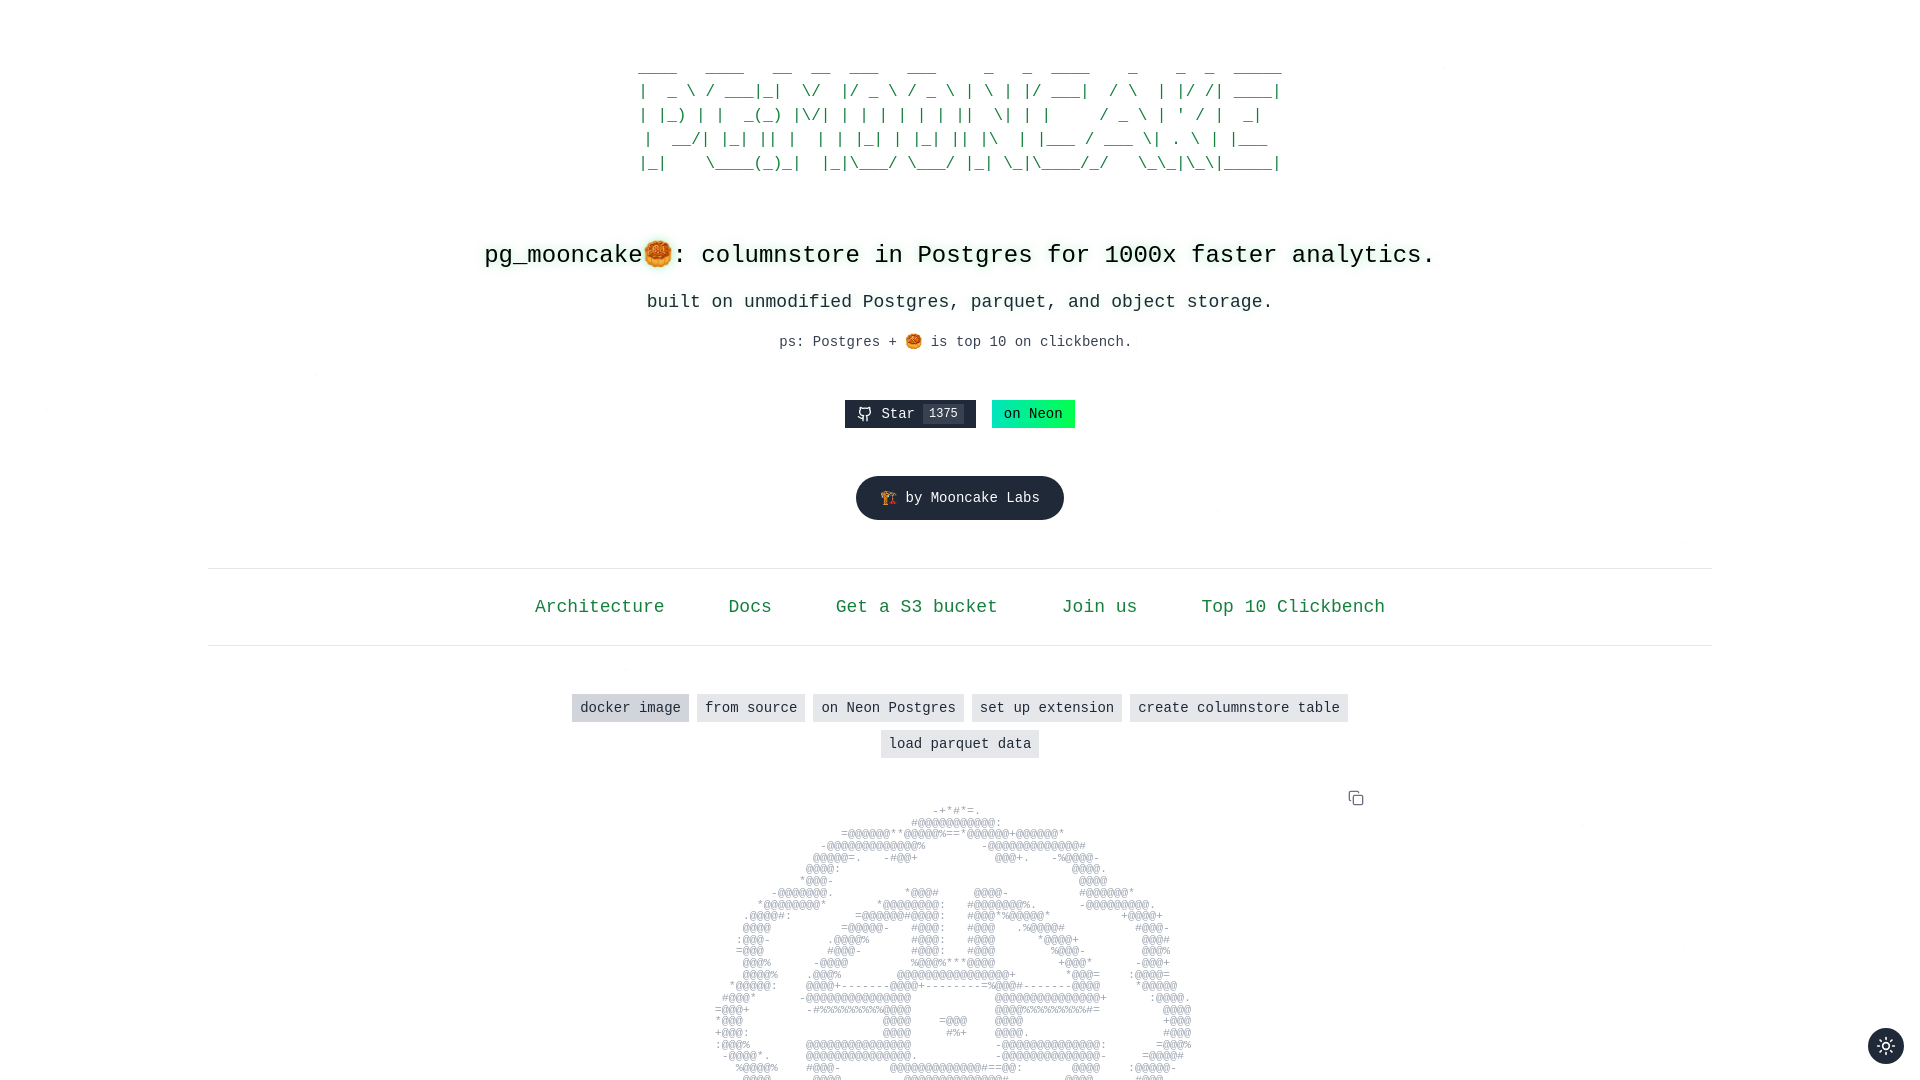 pg_mooncake🥮: columnstore in Postgres for 1000x faster analytics.
built on unmodified Postgres, parquet, and object storage.
ps: Postgres + 🥮 is top 10 on clickbench.
Star 1375
on Neon
🏗️ by Mooncake Labs
Architecture Docs Get a S3 bucket Join us Top 10 Clickbench
docker image from source on Neon Postgres set up extension create columnstore table
load parquet data